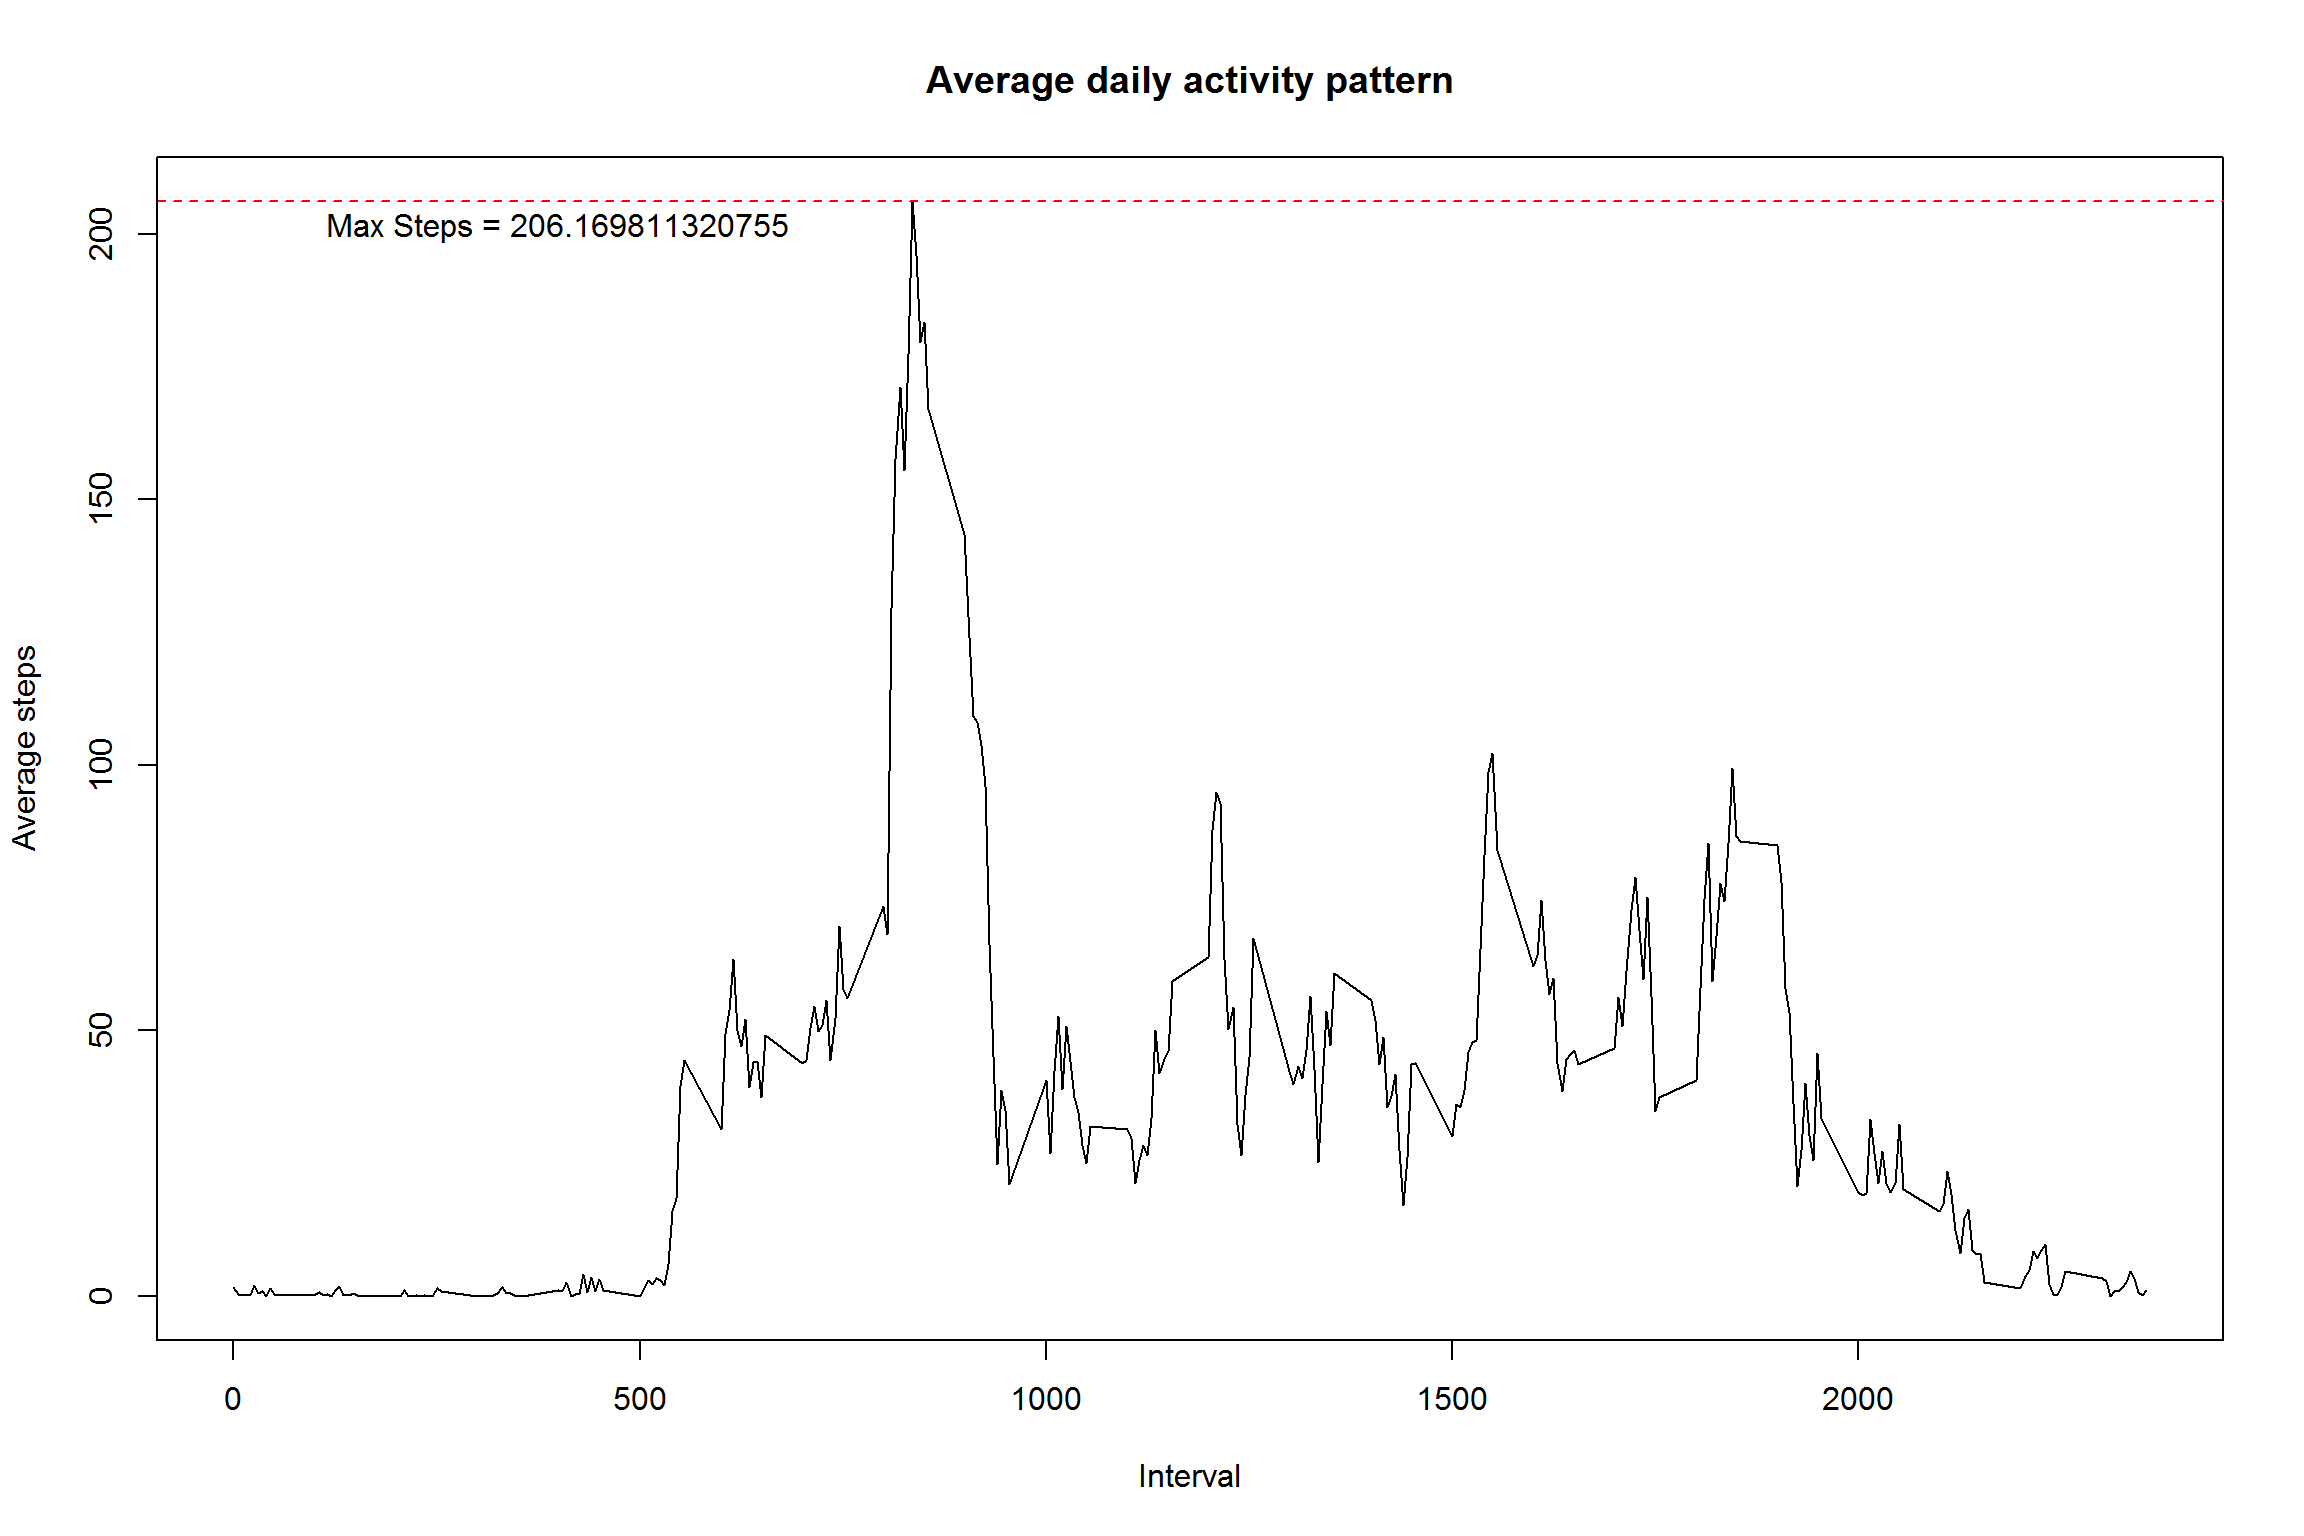 Average daily activity pattern
Max Steps = 206.169811320755
200
150
100
50
0
Average steps
0 500 1000 1500 2000
Interval